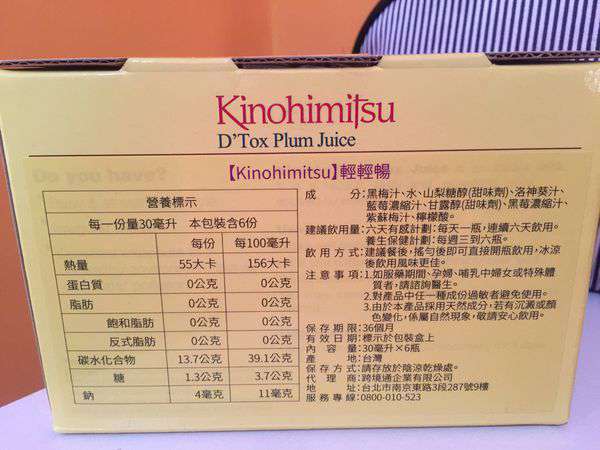 Kinohimitsu
D'Tox Plum Juice
【Kinohimitsu】輕輕暢
營養標示
每一份量30毫升 本包裝含6份
每份 每100毫升
熱量 55大卡 156大卡
蛋白質 0公克 0公克
脂肪 0公克 0公克
飽和脂肪 0公克 0公克
反式脂肪 0公克 0公克
碳水化合物 13.7公克 39.1公克
糖 1.3公克 3.7公克
鈉 4毫克 11毫克
成分:黑梅汁、水、山梨糖醇(甜味劑)、洛神葵汁、
藍莓濃縮汁、甘露醇(甜味劑)、黑莓濃縮汁、
紫蘇梅汁、檸檬酸。
建議飲用量:六天有感計劃:每天一瓶,連續六天飲用。
養生保健計劃:每週三到六瓶。
飲用方式:建議餐後,搖勻後即可直接開瓶飲用,冰涼
後飲用風味更佳。
注意事項:1.如服藥期間、孕婦、哺乳中婦女或特殊體
質者,請諮詢醫生。
2.對產品中任一種成份過敏者避免使用。
3.由於本產品採用天然成分,若有沉澱或顏
色變化,係屬自然現象,敬請安心飲用。
保存期限:36個月
有效日期:標示於包裝盒上
內容量:30毫升×6瓶
產地:台灣
保存方式:請存放於陰涼乾燥處。
代理商:跨境通企業有限公司
地址:台北市南京東路3段287號9樓
服務專線:0800-010-523